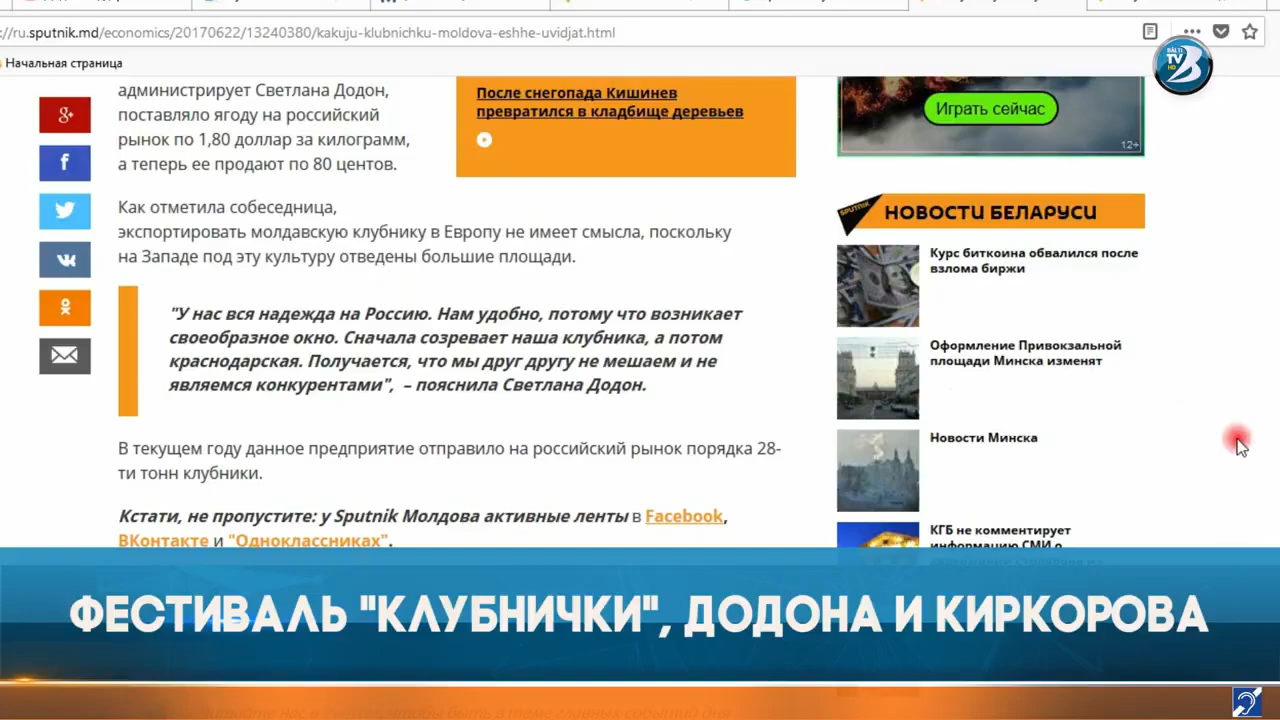 ://ru.sputnik.md/economics/20170622/13240380/kakuju-klubnichku-moldova-eshhe-uvidjat.html
Начальная страница
BĂLȚI
TV
HD
администрирует Светлана Додон,
поставляло ягоду на российский
рынок по 1,80 доллар за килограмм,
а теперь ее продают по 80 центов.
После снегопада Кишинев
превратился в кладбище деревьев
Играть сейчас
12+
Как отметила собеседница,
экспортировать молдавскую клубнику в Европу не имеет смысла, поскольку
на Западе под эту культуру отведены большие площади.
"У нас вся надежда на Россию. Нам удобно, потому что возникает
своеобразное окно. Сначала созревает наша клубника, а потом
краснодарская. Получается, что мы друг другу не мешаем и не
являемся конкурентами", – пояснила Светлана Додон.
В текущем году данное предприятие отправило на российский рынок порядка 28-
ти тонн клубники.
Кстати, не пропустите: у Sputnik Молдова активные ленты в Facebook,
ВКонтакте и "Одноклассниках".
SPUTNIK
НОВОСТИ БЕЛАРУСИ
Курс биткоина обвалился после
взлома биржи
Оформление Привокзальной
площади Минска изменят
Новости Минска
КГБ не комментирует
информацию СМИ о
ФЕСТИВАЛЬ "КЛУБНИЧКИ", ДОДОНА И КИРКОРОВА